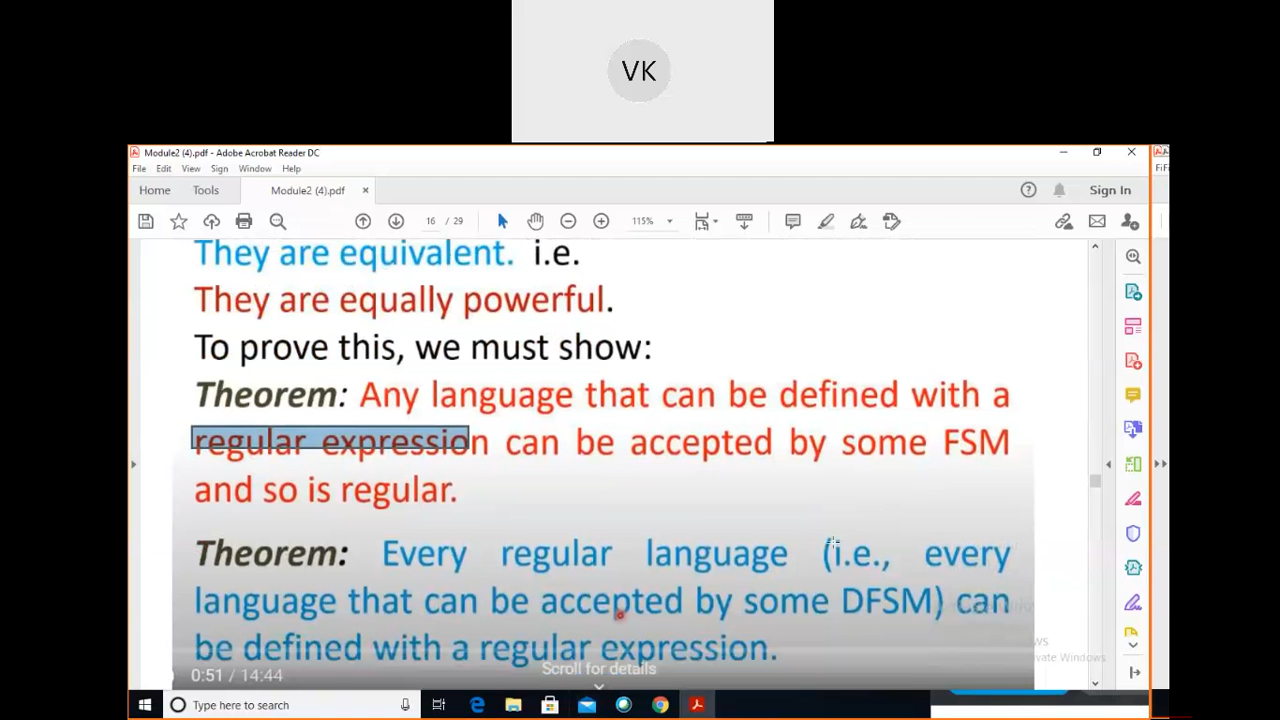 VK
Module2 (4).pdf - Adobe Acrobat Reader DC
File Edit View Sign Window Help
Home Tools Module2 (4).pdf × Sign In
16 / 29 115%
They are equivalent. i.e.
They are equally powerful.
To prove this, we must show:
Theorem: Any language that can be defined with a
regular expression can be accepted by some FSM
and so is regular.
Theorem: Every regular language (i.e., every
language that can be accepted by some DFSM) can
be defined with a regular expression.
0:51 / 14:44
Scroll for details
Type here to search